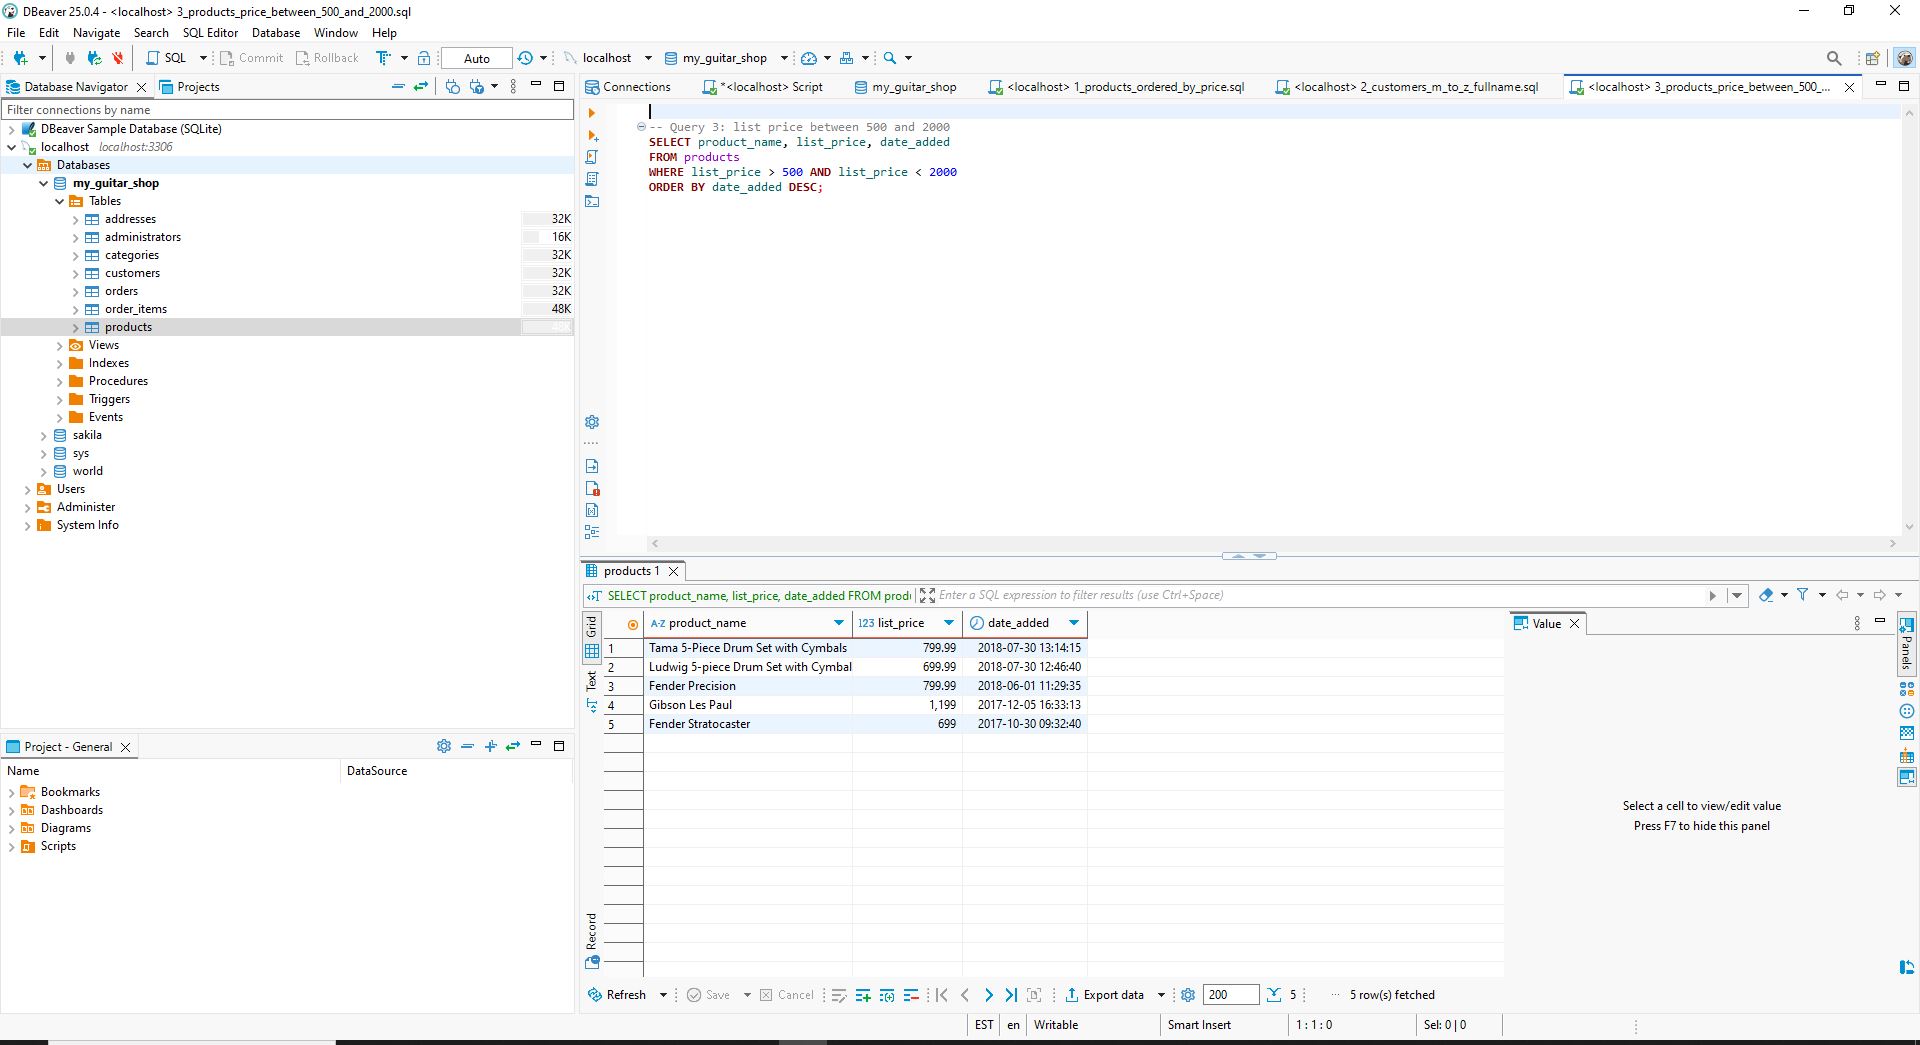 DBeaver 25.0.4 - <localhost> 3_products_price_between_500_and_2000.sql
File Edit Navigate Search SQL Editor Database Window Help
SQL Commit Rollback Auto localhost my_guitar_shop
Database Navigator Projects
Filter connections by name
DBeaver Sample Database (SQLite)
localhost localhost:3306
Databases
my_guitar_shop
Tables
addresses 32K
administrators 16K
categories 32K
customers 32K
orders 32K
order_items 48K
products 48K
Views
Indexes
Procedures
Triggers
Events
sakila
sys
world
Users
Administer
System Info
Project - General
Name DataSource
Bookmarks
Dashboards
Diagrams
Scripts
Connections *<localhost> Script my_guitar_shop <localhost> 1_products_ordered_by_price.sql <localhost> 2_customers_m_to_z_fullname.sql <localhost> 3_products_price_between_500_...
-- Query 3: list price between 500 and 2000
SELECT product_name, list_price, date_added
FROM products
WHERE list_price > 500 AND list_price < 2000
ORDER BY date_added DESC;
products 1
SELECT product_name, list_price, date_added FROM produ Enter a SQL expression to filter results (use Ctrl+Space)
Grid
Text
Record
A-Z product_name 123 list_price date_added
1 Tama 5-Piece Drum Set with Cymbals 799.99 2018-07-30 13:14:15
2 Ludwig 5-piece Drum Set with Cymbal 699.99 2018-07-30 12:46:40
3 Fender Precision 799.99 2018-06-01 11:29:35
4 Gibson Les Paul 1,199 2017-12-05 16:33:13
5 Fender Stratocaster 699 2017-10-30 09:32:40
Value
Select a cell to view/edit value
Press F7 to hide this panel
Panels
Refresh Save Cancel Export data 200 5 ... 5 row(s) fetched
EST en Writable Smart Insert 1 : 1 : 0 Sel: 0 | 0